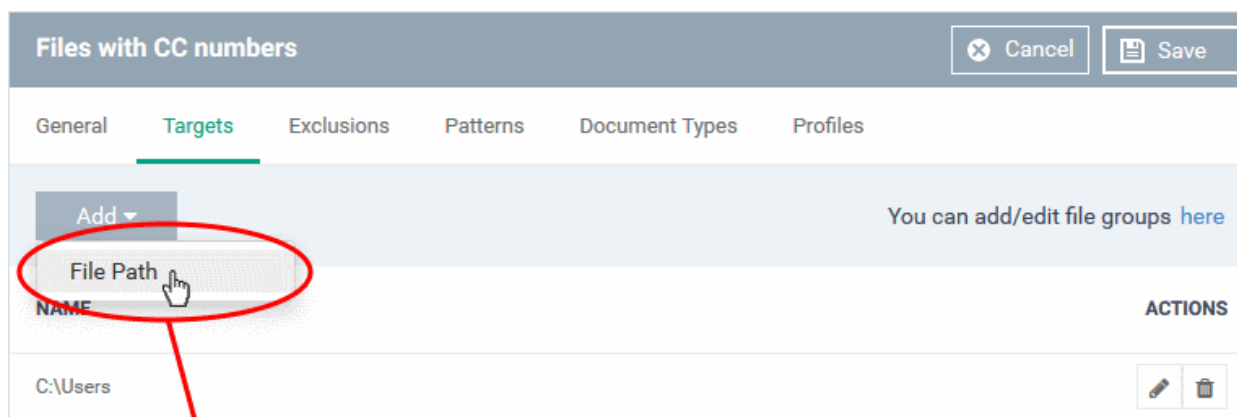 Files with CC numbers Cancel Save
General Targets Exclusions Patterns Document Types Profiles
Add You can add/edit file groups here
File Path
NAME ACTIONS
C:\Users